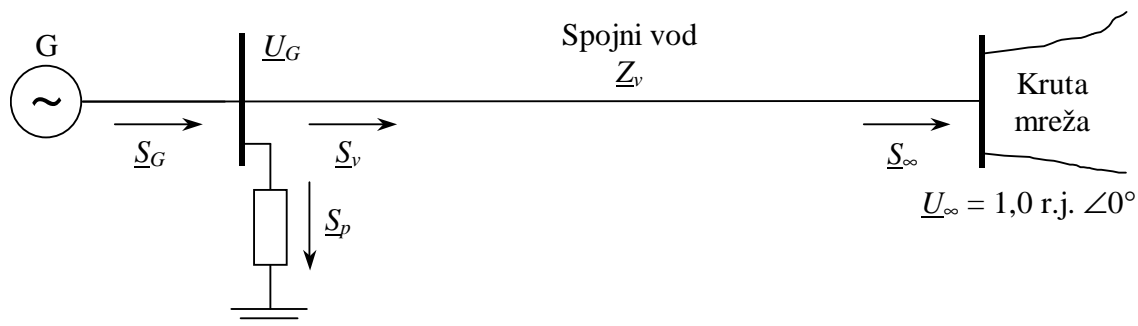 G
~
U_G
Spojni vod
Z_v
Kruta
mreža
S_G
S_v
S_∞
S_p
U_∞ = 1,0 r.j. ∠0°